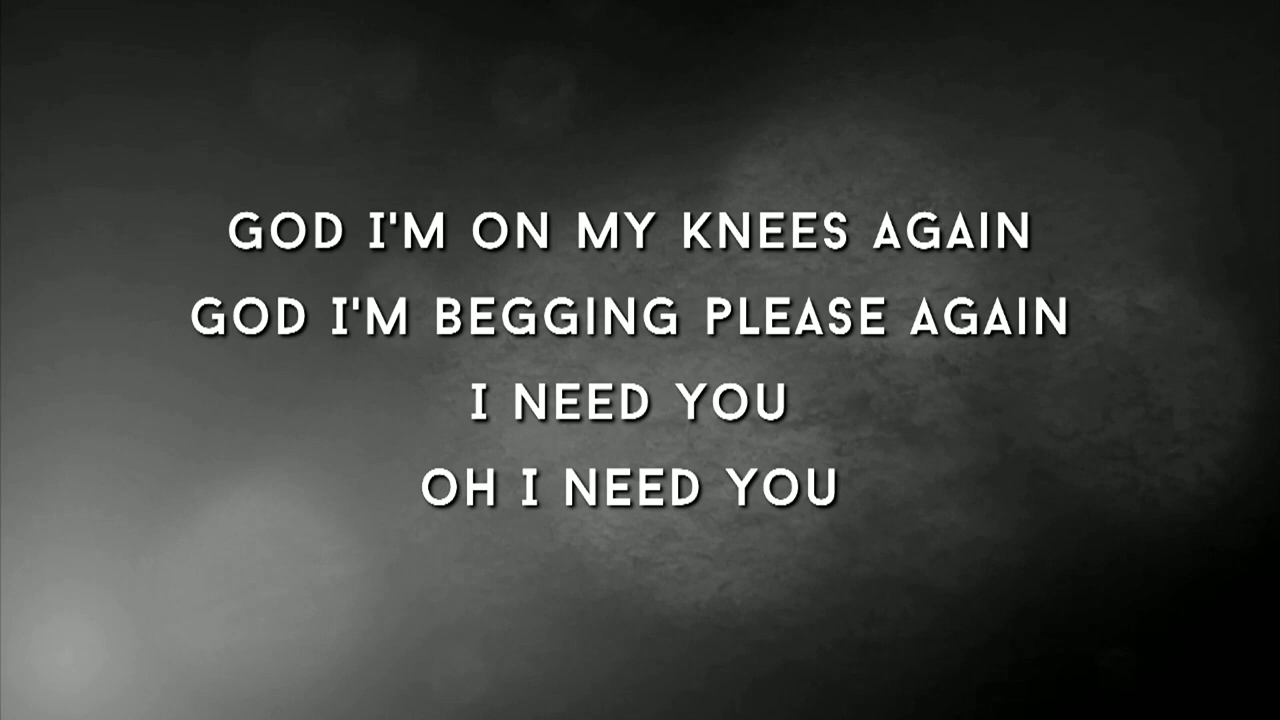 GOD I'M ON MY KNEES AGAIN
GOD I'M BEGGING PLEASE AGAIN
I NEED YOU
OH I NEED YOU